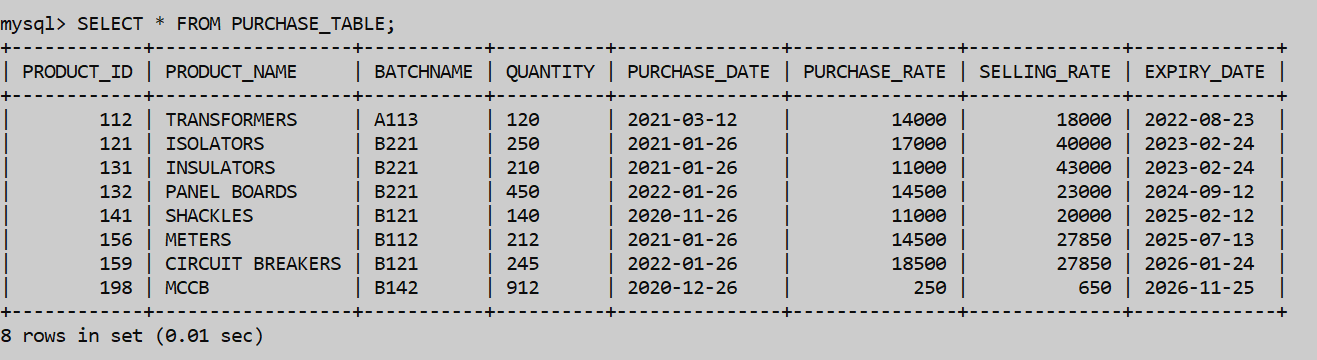 mysql> SELECT * FROM PURCHASE_TABLE;
+------------+------------------+-----------+----------+---------------+---------------+--------------+-------------+
| PRODUCT_ID | PRODUCT_NAME     | BATCHNAME | QUANTITY | PURCHASE_DATE | PURCHASE_RATE | SELLING_RATE | EXPIRY_DATE |
+------------+------------------+-----------+----------+---------------+---------------+--------------+-------------+
|        112 | TRANSFORMERS     | A113      | 120      | 2021-03-12    |         14000 |        18000 | 2022-08-23  |
|        121 | ISOLATORS        | B221      | 250      | 2021-01-26    |         17000 |        40000 | 2023-02-24  |
|        131 | INSULATORS       | B221      | 210      | 2021-01-26    |         11000 |        43000 | 2023-02-24  |
|        132 | PANEL BOARDS     | B221      | 450      | 2022-01-26    |         14500 |        23000 | 2024-09-12  |
|        141 | SHACKLES         | B121      | 140      | 2020-11-26    |         11000 |        20000 | 2025-02-12  |
|        156 | METERS           | B112      | 212      | 2021-01-26    |         14500 |        27850 | 2025-07-13  |
|        159 | CIRCUIT BREAKERS | B121      | 245      | 2022-01-26    |         18500 |        27850 | 2026-01-24  |
|        198 | MCCB             | B142      | 912      | 2020-12-26    |           250 |          650 | 2026-11-25  |
+------------+------------------+-----------+----------+---------------+---------------+--------------+-------------+
8 rows in set (0.01 sec)